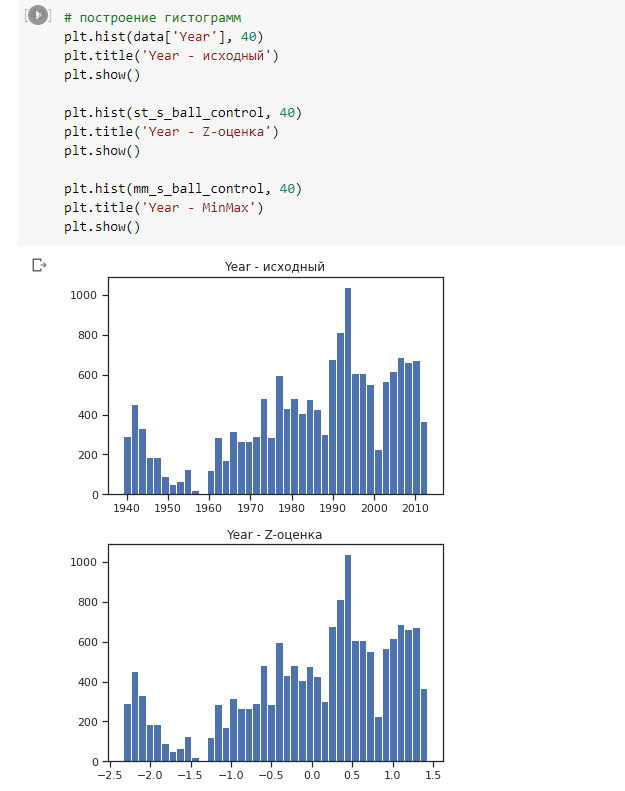 # построение гистограмм
plt.hist(data['Year'], 40)
plt.title('Year - исходный')
plt.show()
plt.hist(st_s_ball_control, 40)
plt.title('Year - Z-оценка')
plt.show()
plt.hist(mm_s_ball_control, 40)
plt.title('Year - MinMax')
plt.show()
Year - исходный
1000
800
600
400
200
0
1940 1950 1960 1970 1980 1990 2000 2010
Year - Z-оценка
1000
800
600
400
200
0
−2.5 −2.0 −1.5 −1.0 −0.5 0.0 0.5 1.0 1.5